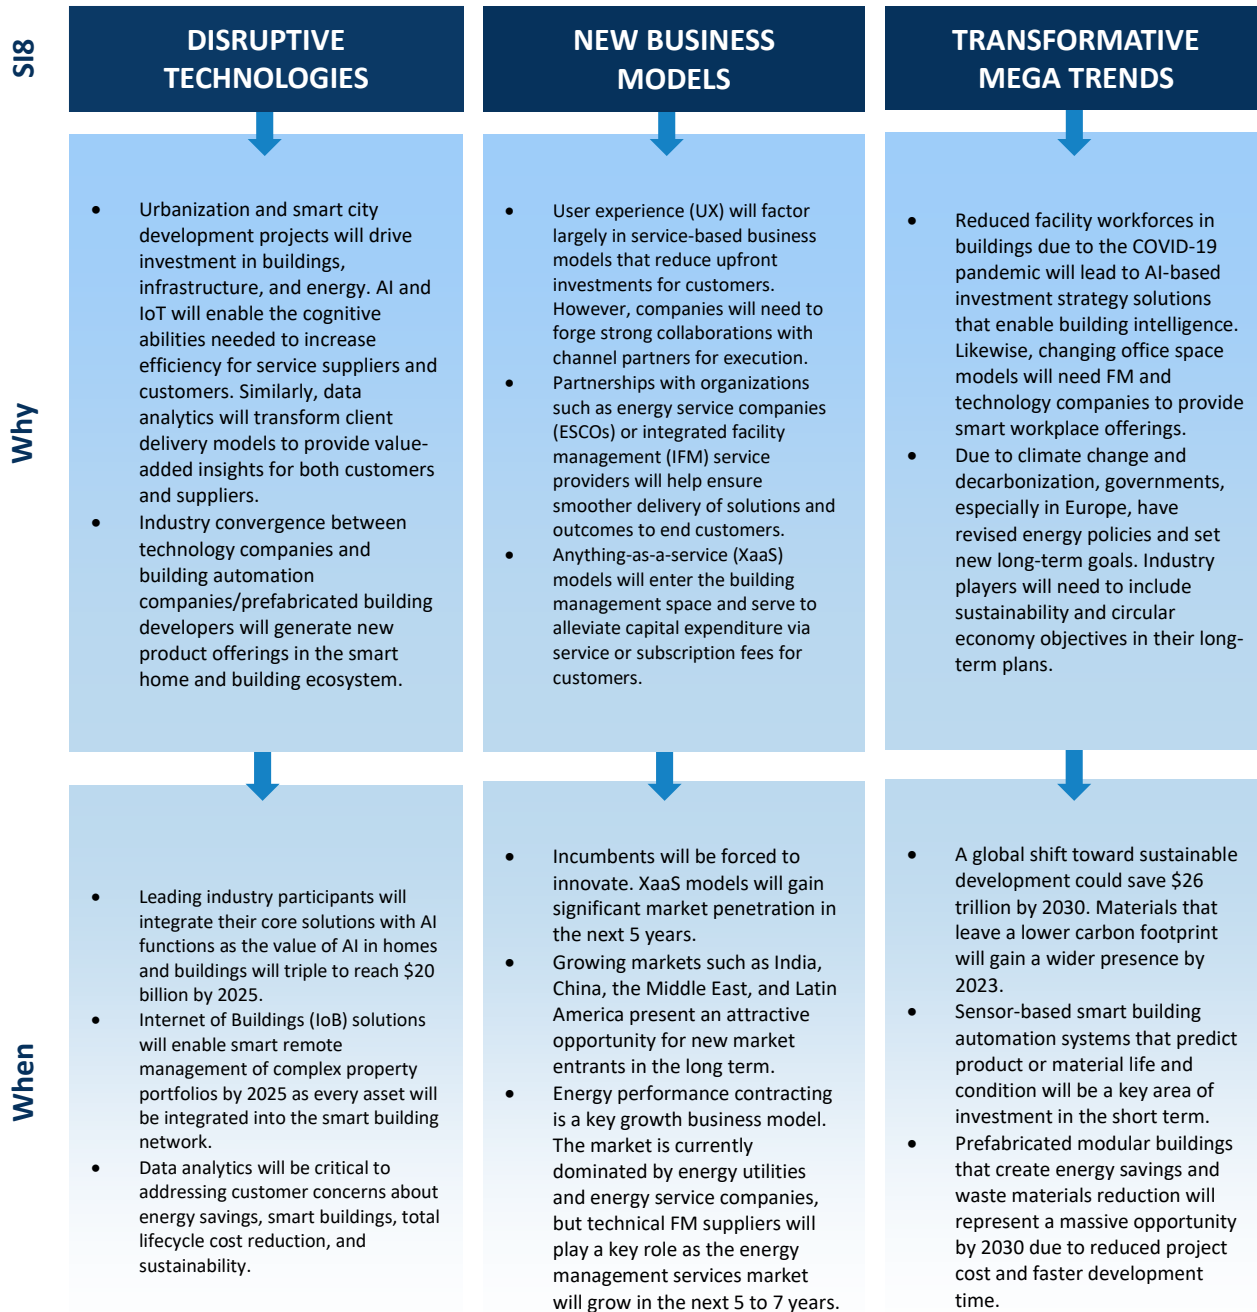 SI8
DISRUPTIVE
TECHNOLOGIES
NEW BUSINESS
MODELS
TRANSFORMATIVE
MEGA TRENDS
Why
• Urbanization and smart city
development projects will drive
investment in buildings,
infrastructure, and energy. AI and
IoT will enable the cognitive
abilities needed to increase
efficiency for service suppliers and
customers. Similarly, data
analytics will transform client
delivery models to provide value-
added insights for both customers
and suppliers.
• Industry convergence between
technology companies and
building automation
companies/prefabricated building
developers will generate new
product offerings in the smart
home and building ecosystem.
• User experience (UX) will factor
largely in service-based business
models that reduce upfront
investments for customers.
However, companies will need to
forge strong collaborations with
channel partners for execution.
• Partnerships with organizations
such as energy service companies
(ESCOs) or integrated facility
management (IFM) service
providers will help ensure
smoother delivery of solutions and
outcomes to end customers.
• Anything-as-a-service (XaaS)
models will enter the building
management space and serve to
alleviate capital expenditure via
service or subscription fees for
customers.
• Reduced facility workforces in
buildings due to the COVID-19
pandemic will lead to AI-based
investment strategy solutions
that enable building intelligence.
Likewise, changing office space
models will need FM and
technology companies to provide
smart workplace offerings.
• Due to climate change and
decarbonization, governments,
especially in Europe, have
revised energy policies and set
new long-term goals. Industry
players will need to include
sustainability and circular
economy objectives in their long-
term plans.
When
• Leading industry participants will
integrate their core solutions with AI
functions as the value of AI in homes
and buildings will triple to reach $20
billion by 2025.
• Internet of Buildings (IoB) solutions
will enable smart remote
management of complex property
portfolios by 2025 as every asset will
be integrated into the smart building
network.
• Data analytics will be critical to
addressing customer concerns about
energy savings, smart buildings, total
lifecycle cost reduction, and
sustainability.
• Incumbents will be forced to
innovate. XaaS models will gain
significant market penetration in
the next 5 years.
• Growing markets such as India,
China, the Middle East, and Latin
America present an attractive
opportunity for new market
entrants in the long term.
• Energy performance contracting
is a key growth business model.
The market is currently
dominated by energy utilities
and energy service companies,
but technical FM suppliers will
play a key role as the energy
management services market
will grow in the next 5 to 7 years.
• A global shift toward sustainable
development could save $26
trillion by 2030. Materials that
leave a lower carbon footprint
will gain a wider presence by
2023.
• Sensor-based smart building
automation systems that predict
product or material life and
condition will be a key area of
investment in the short term.
• Prefabricated modular buildings
that create energy savings and
waste materials reduction will
represent a massive opportunity
by 2030 due to reduced project
cost and faster development
time.